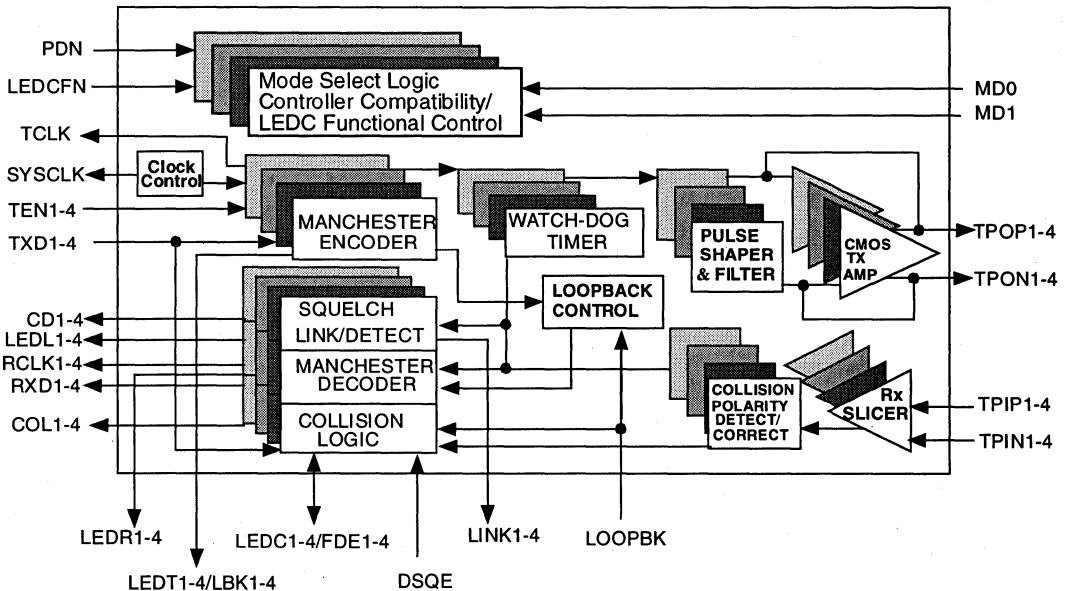 PDN
LEDCFN
TCLK
SYSCLK
TEN1-4
TXD1-4
CD1-4
LEDL1-4
RCLK1-4
RXD1-4
COL1-4
Mode Select Logic
Controller Compatibility/
LEDC Functional Control
MD0
MD1
Clock
Control
MANCHESTER
ENCODER
WATCH-DOG
TIMER
PULSE
SHAPER
& FILTER
CMOS
TX
AMP
TPOP1-4
TPON1-4
SQUELCH
LINK/DETECT
MANCHESTER
DECODER
COLLISION
LOGIC
LOOPBACK
CONTROL
COLLISION
POLARITY
DETECT/
CORRECT
Rx
SLICER
TPIP1-4
TPIN1-4
LEDR1-4
LEDT1-4/LBK1-4
LEDC1-4/FDE1-4
DSQE
LINK1-4
LOOPBK